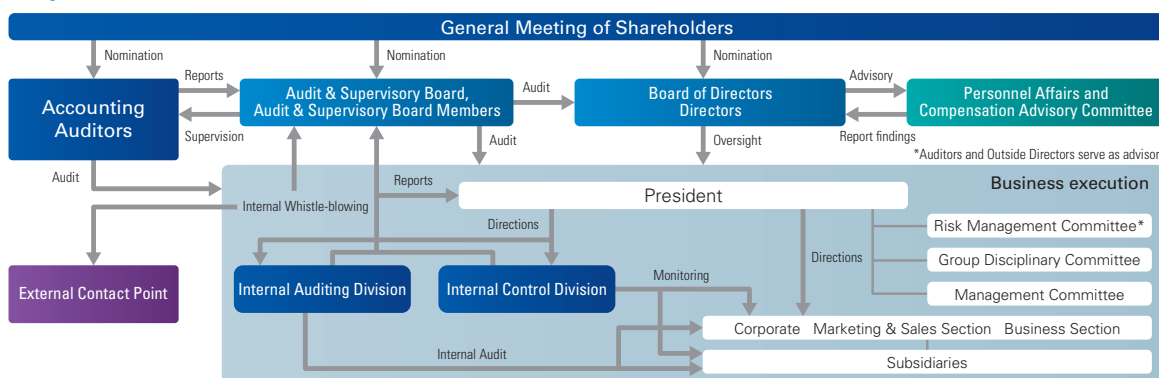 General Meeting of Shareholders
Nomination
Nomination
Nomination
Accounting
Auditors
Reports
Supervision
Audit & Supervisory Board,
Audit & Supervisory Board Members
Audit
Board of Directors
Directors
Advisory
Report findings
Personnel Affairs and
Compensation Advisory Committee
*Auditors and Outside Directors serve as advisor
Audit
Audit
Oversight
Business execution
Internal Whistle-blowing
Reports
President
Directions
Directions
Risk Management Committee*
Group Disciplinary Committee
Management Committee
External Contact Point
Internal Auditing Division
Internal Control Division
Monitoring
Corporate Marketing & Sales Section Business Section
Internal Audit
Subsidiaries